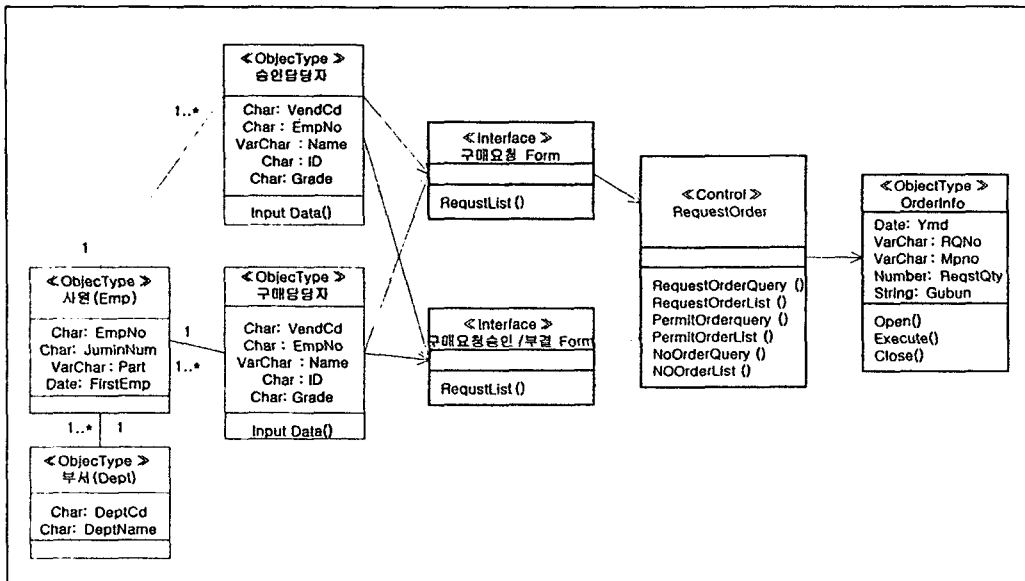 ≪ObjecType≫
승인담당자
Char: VendCd
Char : EmpNo
VarChar : Name
Char : ID
Char: Grade
Input Data()
1..*
1
≪ObjecType≫
사원(Emp)
Char: EmpNo
Char: JuminNum
VarChar: Part
Date: FirstEmp
1
1..*
1..*
1
≪ObjecType≫
부서(Dept)
Char: DeptCd
Char: DeptName
≪ObjecType≫
구매담당자
Char: VendCd
Char: EmpNo
VarChar : Name
Char: ID
Char: Grade
Input Data()
≪Interface≫
구매요청 Form
RequstList()
≪Interface≫
구매요청승인/부결 Form
RequstList()
≪Control≫
RequestOrder
RequestOrderQuery ()
RequestOrderList ()
PermitOrderquery ()
PermitOrderList ()
NoOrderQuery ()
NOOrderList ()
≪ObjectType≫
OrderInfo
Date: Ymd
VarChar: RQNo
VarChar: Mpno
Number: ReqstQty
String: Gubun
Open()
Execute()
Close()